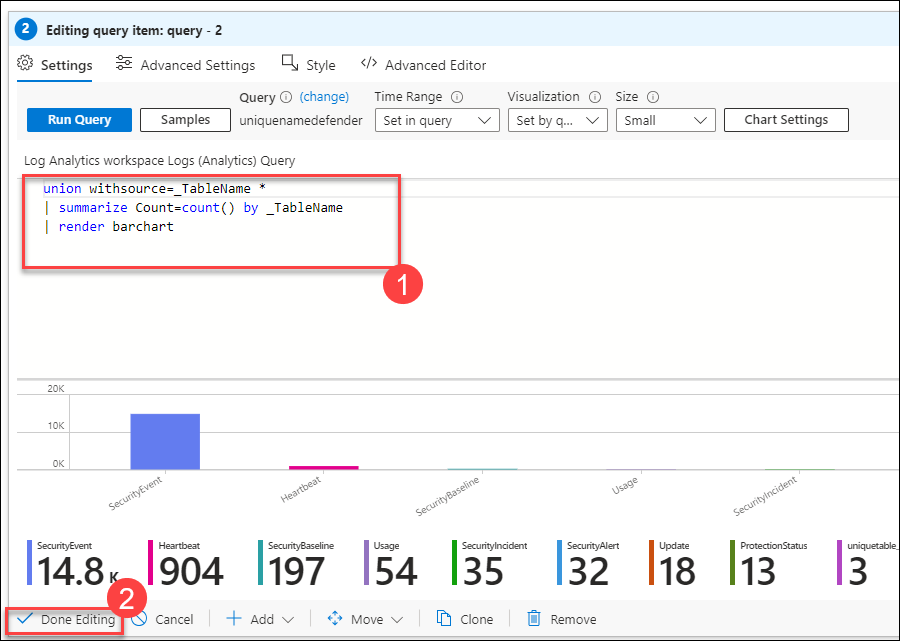 2 Editing query item: query - 2
Settings Advanced Settings Style </> Advanced Editor
Query (change) Time Range Visualization Size
Run Query Samples uniquenamedefender Set in query Set by q... Small Chart Settings
Log Analytics workspace Logs (Analytics) Query
union withsource=_TableName *
| summarize Count=count() by _TableName
| render barchart
1
20K
10K
0K
SecurityEvent Heartbeat SecurityBaseline Usage SecurityIncident
SecurityEvent Heartbeat SecurityBaseline Usage SecurityIncident SecurityAlert Update ProtectionStatus uniquetable_
14.8 K 904 197 54 35 32 18 13 3
2
Done Editing Cancel Add Move Clone Remove